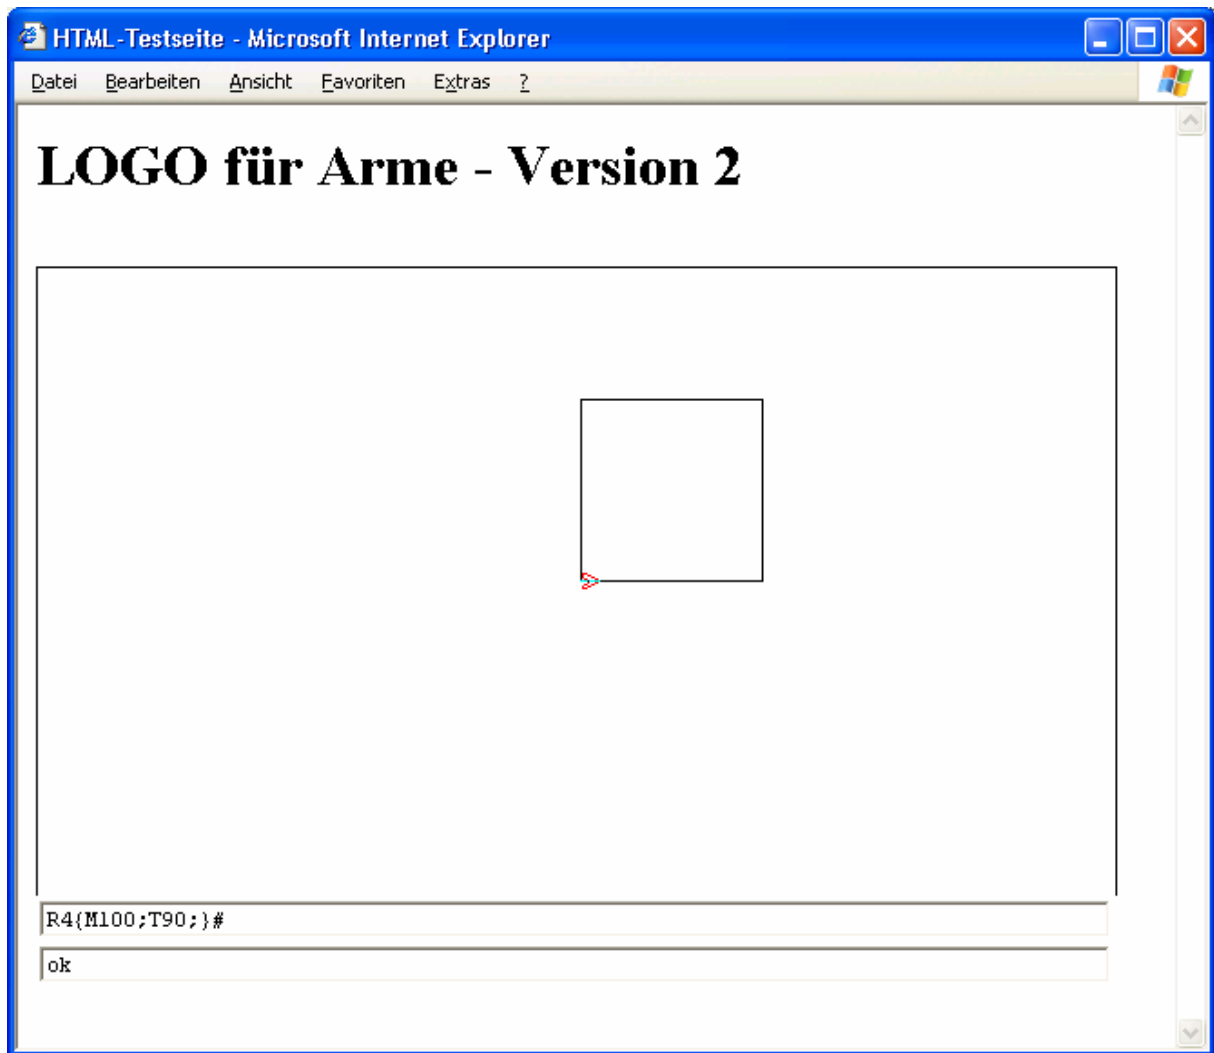 HTML-Testseite - Microsoft Internet Explorer
Datei Bearbeiten Ansicht Favoriten Extras ?
LOGO für Arme - Version 2
R4{M100;T90;}#
ok